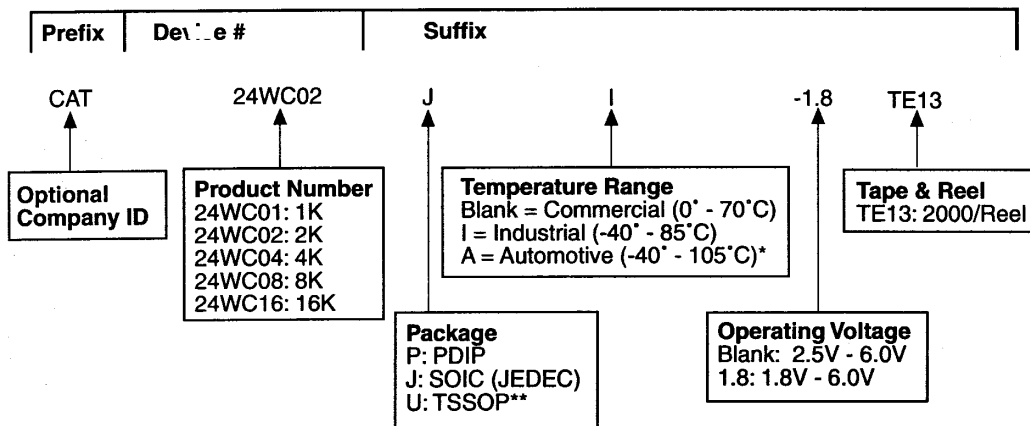 Prefix
Suffix
CAT 24WC02 J I -1.8 TE13
Optional
Company ID
Product Number
24WC01: 1K
24WC02: 2K
24WC04: 4K
24WC08: 8K
24WC16: 16K
Temperature Range
Blank = Commercial (0˚ - 70˚C)
I = Industrial (-40˚ - 85˚C)
A = Automotive (-40˚ - 105˚C)*
Tape & Reel
TE13: 2000/Reel
Package
P: PDIP
J: SOIC (JEDEC)
U: TSSOP**
Operating Voltage
Blank: 2.5V - 6.0V
1.8: 1.8V - 6.0V